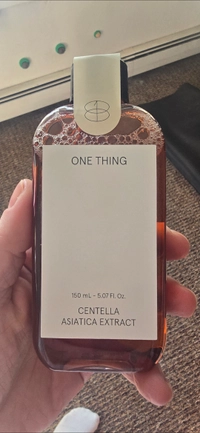 ONE THING
150 mL - 5.07 Fl. Oz.
CENTELLA
ASIATICA EXTRACT